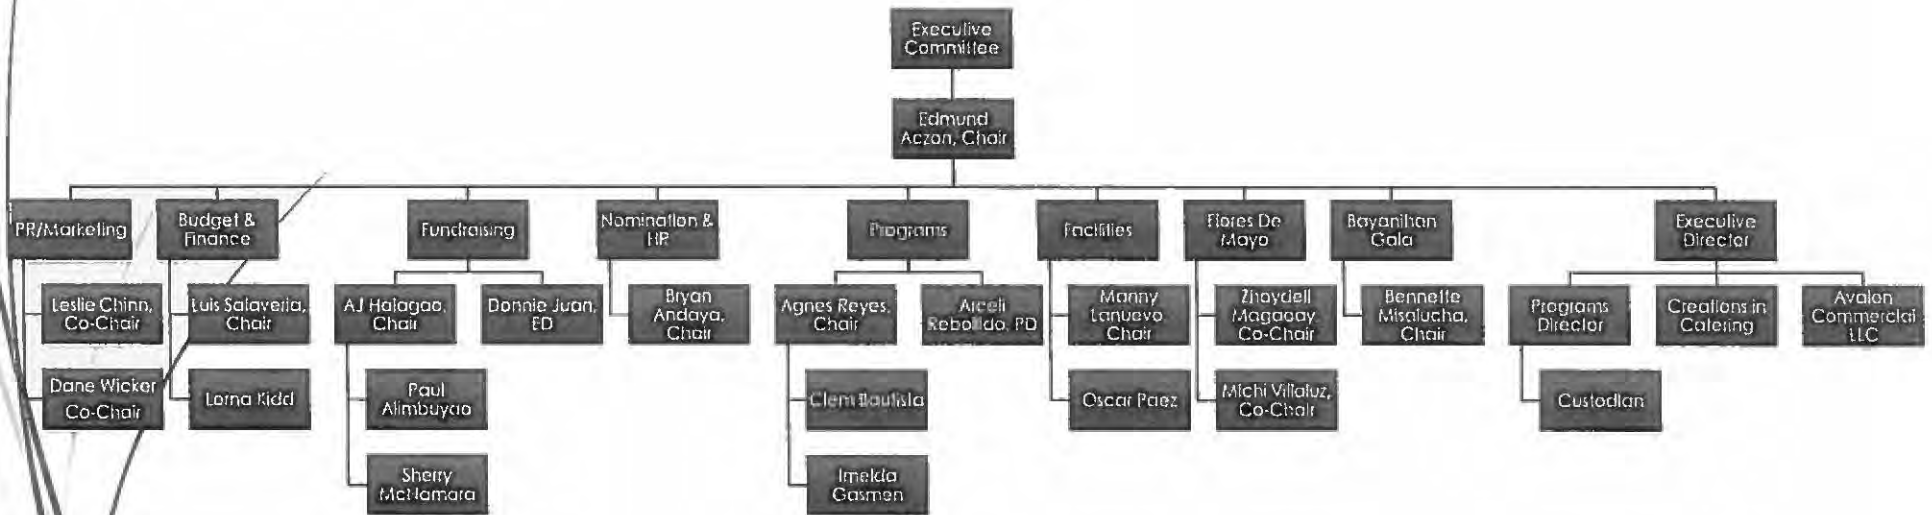 Executive
Committee
Edmund
Aczon, Chair
PR/Marketing
Budget &
Finance
Fundraising
Nomination &
HR
Programs
Facilities
Flores De
Mayo
Bayanihan
Gala
Executive
Director
Leslie Chinn,
Co-Chair
Luis Salaveria,
Chair
AJ Halagao,
Chair
Donnie Juan,
ED
Bryan
Andaya,
Chair
Agnes Reyes,
Chair
Arceli
Rebollido, PD
Manny
Lanuevo,
Chair
Zhaydell
Magaoay,
Co-Chair
Bennette
Misalucha,
Chair
Programs
Director
Creations in
Catering
Avalon
Commercial
LLC
Dane Wicker
Co-Chair
Lorna Kidd
Paul
Alimbuyao
Clem Bautista
Oscar Paez
Michi Villaluz,
Co-Chair
Custodian
Sherry
McNamara
Imelda
Gasmen